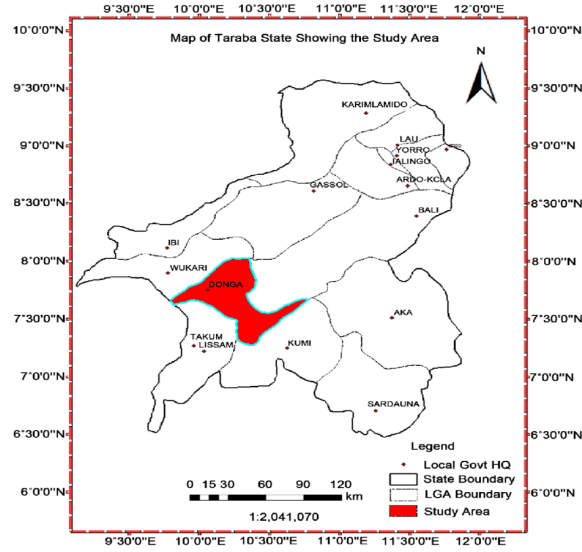 9°30'0"E 10°0'0"E 10°30'0"E 11°0'0"E 11°30'0"E 12°0'0"E
Map of Taraba State Showing the Study Area
N
10°0'0"N 10°0'0"N
9°30'0"N 9°30'0"N
KARIMLAMIDO
9°0'0"N 9°0'0"N
LAU
YORRO
JALINGO
ARDO-KCLA
8°30'0"N 8°30'0"N
GASSOL
BALI
IBI
8°0'0"N 8°0'0"N
WUKARI
DONGA
7°30'0"N 7°30'0"N
AKA
TAKUM
LISSAM
KUMI
7°0'0"N 7°0'0"N
SARDAUNA
6°30'0"N 6°30'0"N
Legend
Local Govt HQ
State Boundary
LGA Boundary
Study Area
6°0'0"N 6°0'0"N
0 15 30 60 90 120
km
1:2,041,070
9°30'0"E 10°0'0"E 10°30'0"E 11°0'0"E 11°30'0"E 12°0'0"E